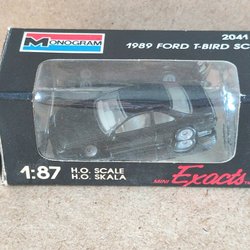 MONOGRAM
2041
1989 FORD T-BIRD SC
1:87
H.O. SCALE
H.O. SKALA
MINI Exacts